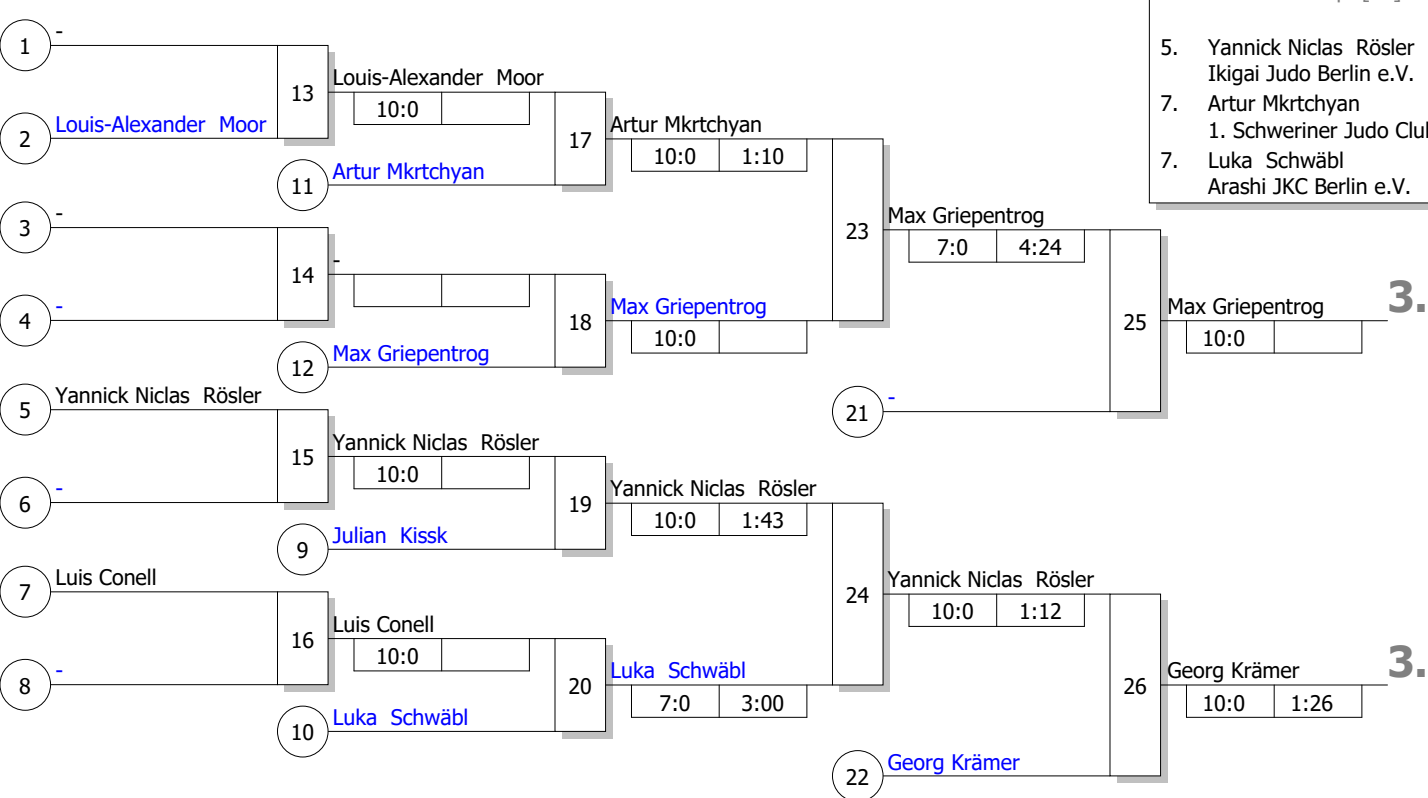 5. Yannick Niclas Rösler
Ikigai Judo Berlin e.V.
7. Artur Mkrtchyan
1. Schweriner Judo Club
7. Luka Schwäbl
Arashi JKC Berlin e.V.
1 -
13 Louis-Alexander Moor
10:0
2 Louis-Alexander Moor
17 Artur Mkrtchyan
10:0 1:10
11 Artur Mkrtchyan
3 -
23 Max Griepentrog
7:0 4:24
14 -
4 -
18 Max Griepentrog
10:0
12 Max Griepentrog
25 Max Griepentrog 3.
10:0
5 Yannick Niclas Rösler
21 -
15 Yannick Niclas Rösler
10:0
6 -
19 Yannick Niclas Rösler
10:0 1:43
9 Julian Kissk
7 Luis Conell
24 Yannick Niclas Rösler
10:0 1:12
16 Luis Conell
10:0
8 -
20 Luka Schwäbl
7:0 3:00
10 Luka Schwäbl
26 Georg Krämer 3.
10:0 1:26
22 Georg Krämer